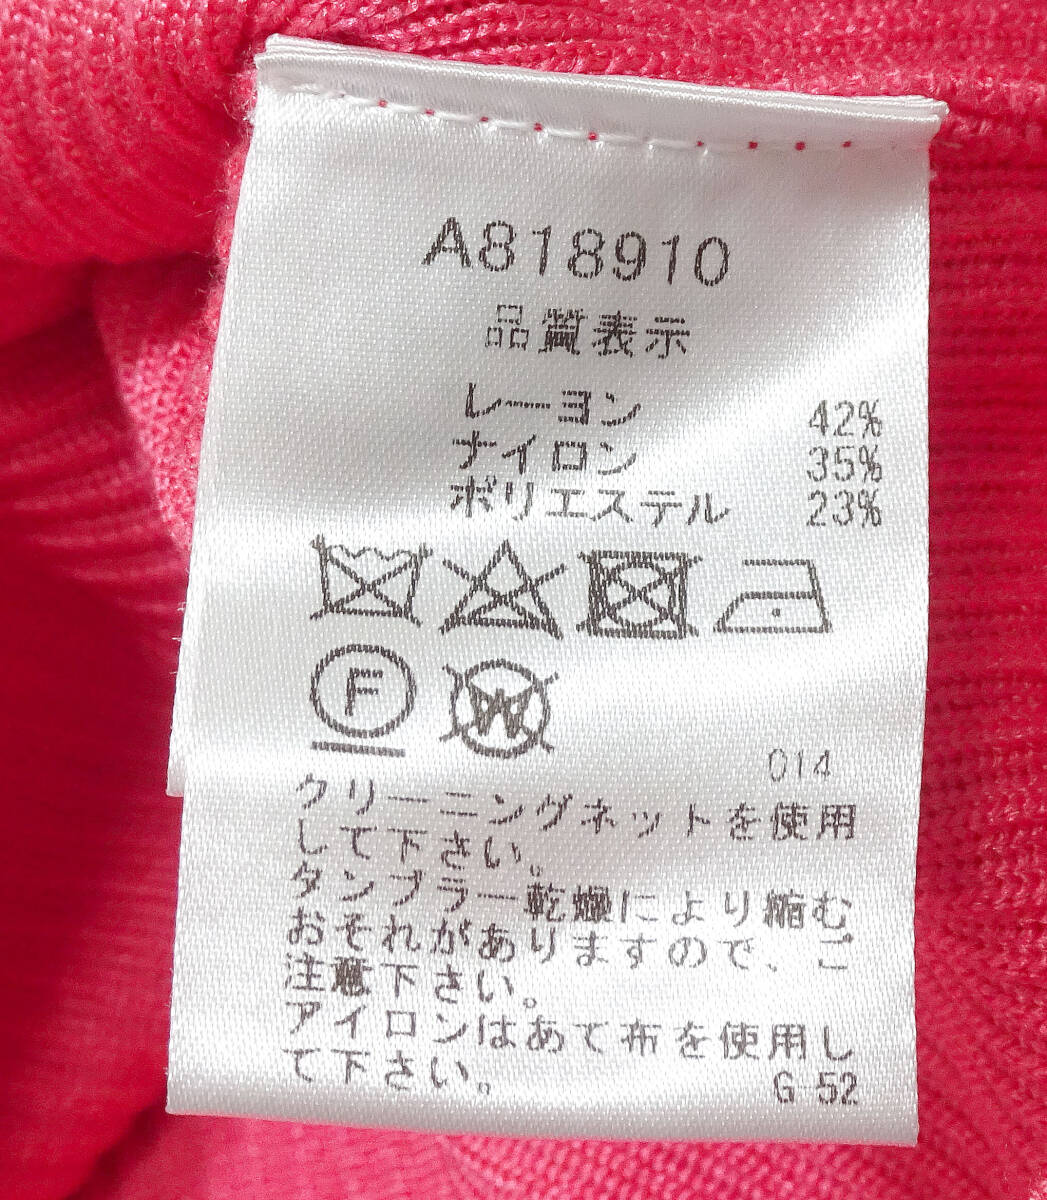 A818910
品質表示
レーヨン 42%
ナイロン 35%
ポリエステル 23%
F
W
014
クリーニングネットを使用
して下さい。
タンブラー乾燥により縮む
おそれがありますので、ご
注意下さい。
アイロンはあて布を使用し
て下さい。
G-52